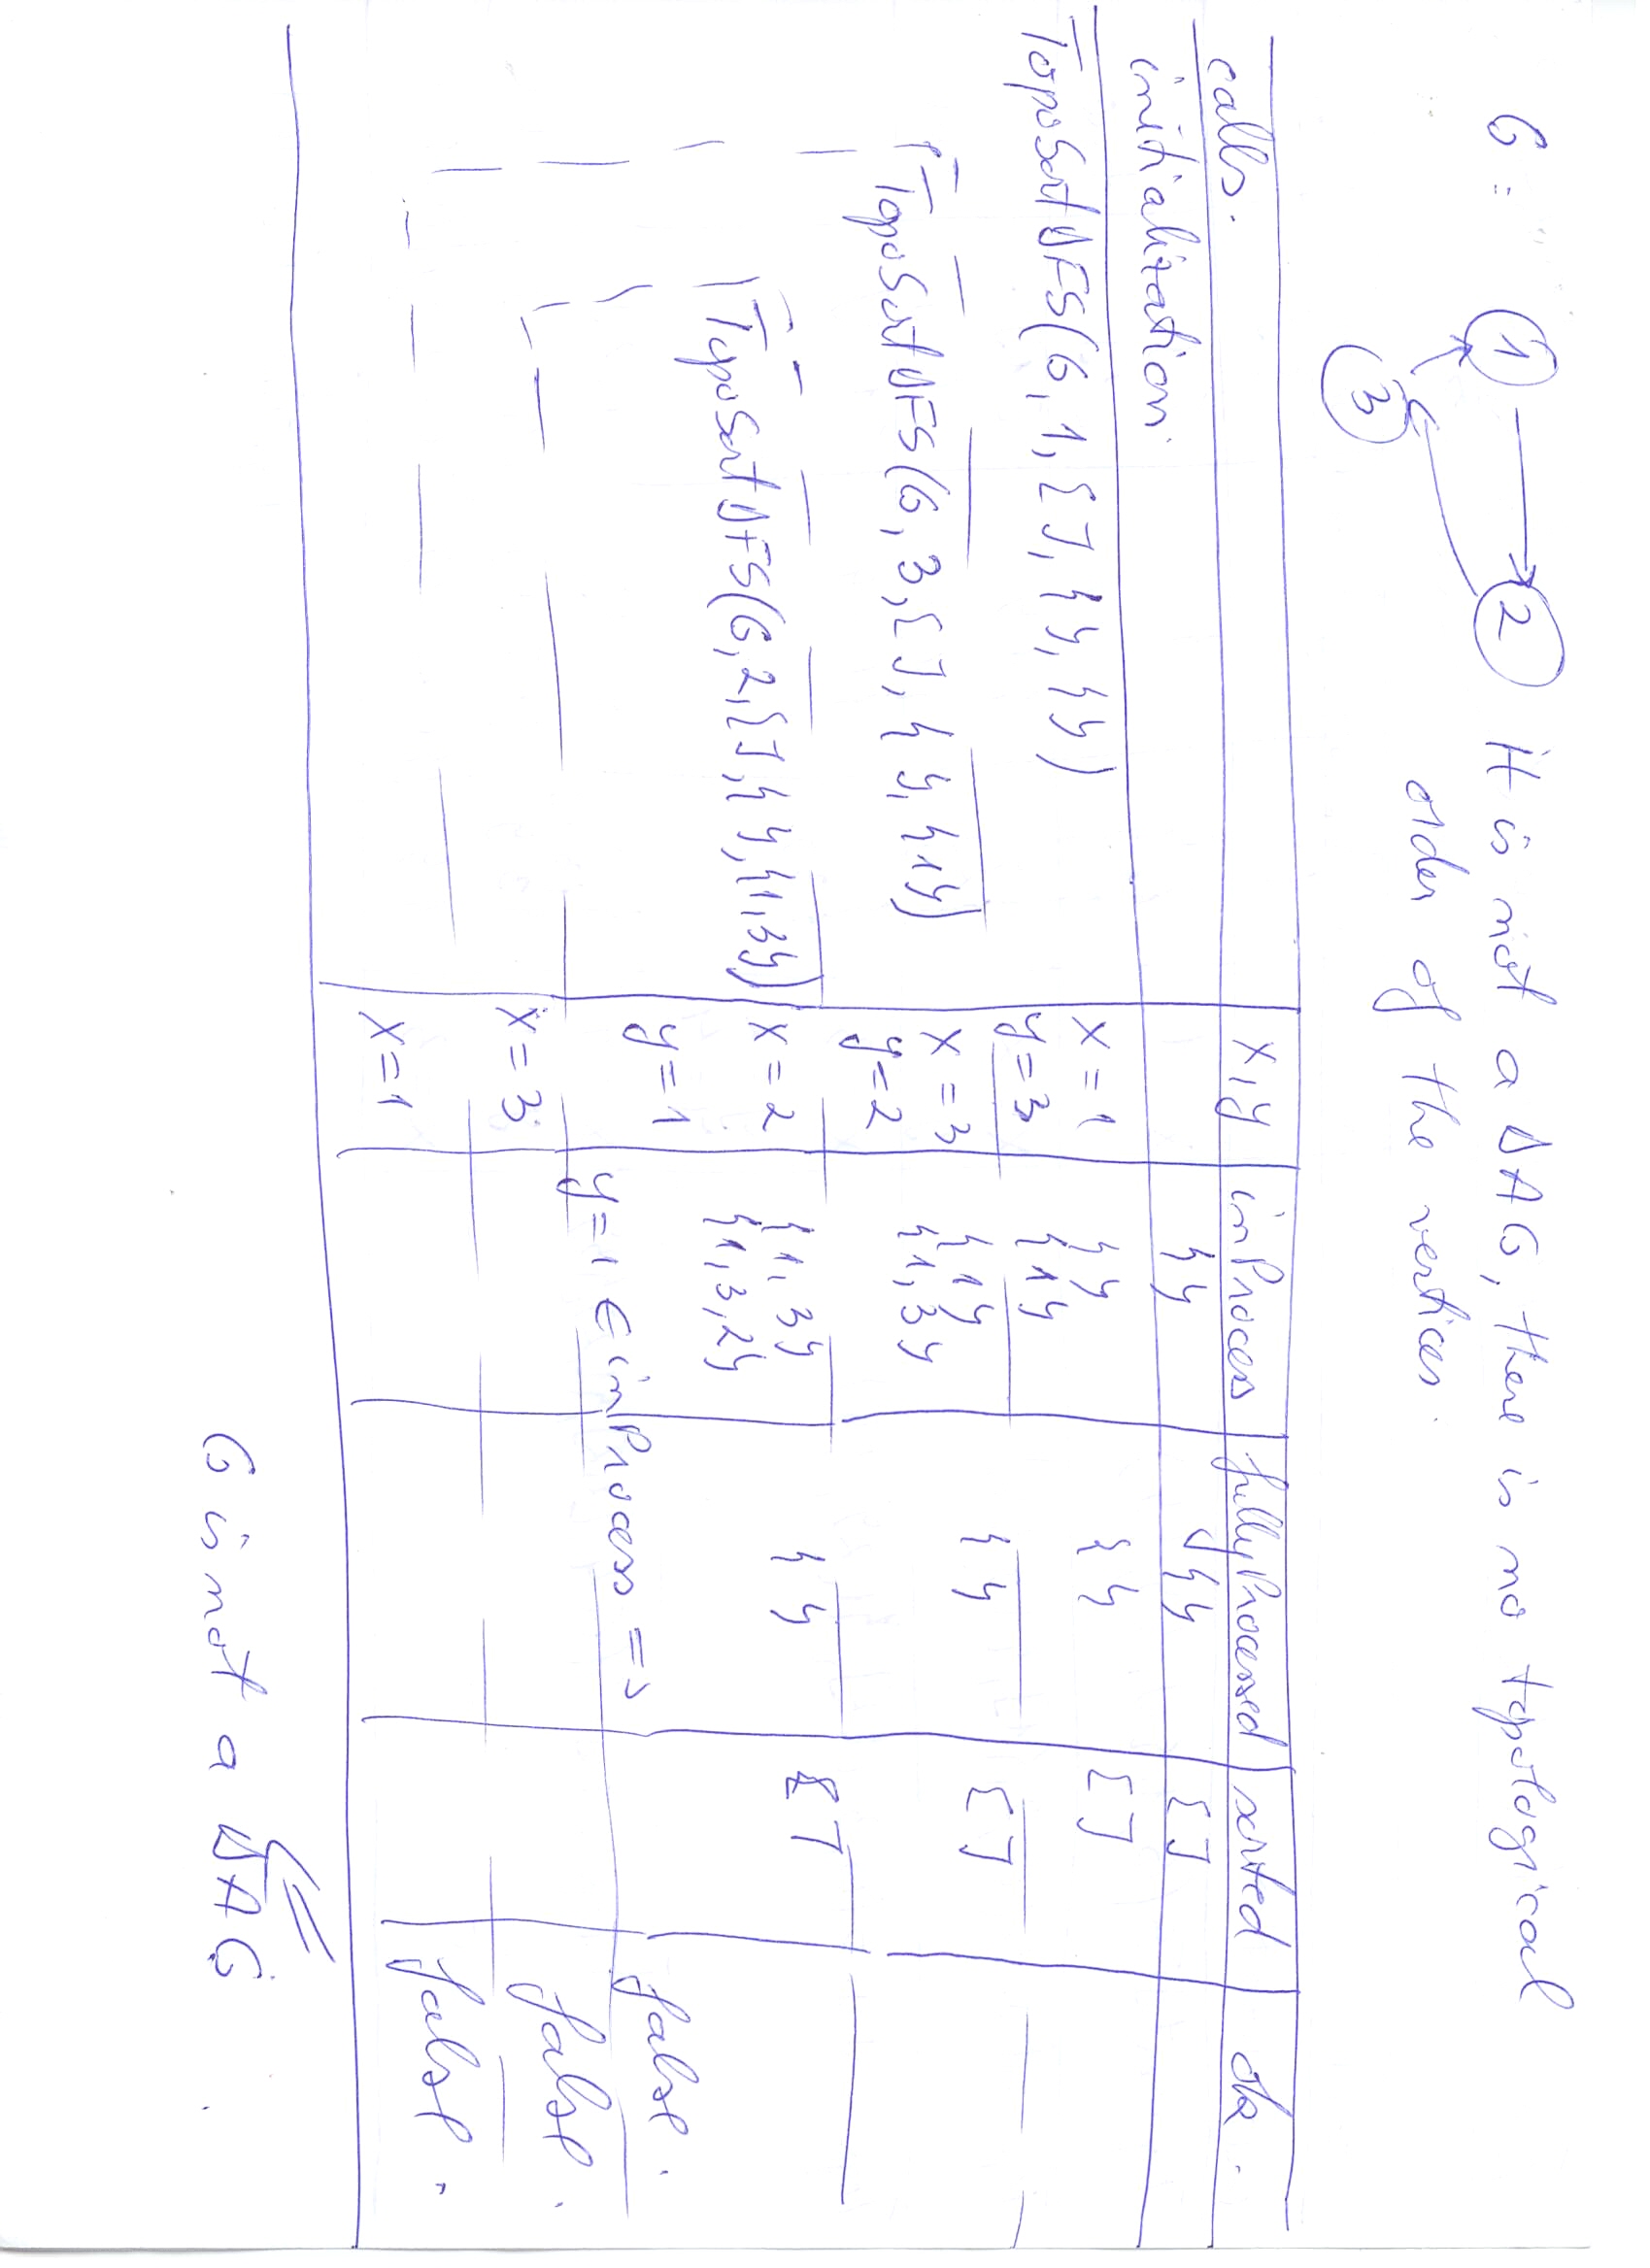 G =
1
2
3
It is not a DAG, there is no topological
order of the vertices.
calls. x,y inProcess fullyProcessed sorted ok.
initialization {} {} []
TopoSortDFS(G, 1, [], {}, {}) x=1 {} {} []
y=3 {1}
TopoSortDFS(G, 3, [], {}, {1}) x=3 {1} {} []
y=2 {1,3}
TopoSortDFS(G, 2, [], {}, {1,3}) x=2 {1,3} {} []
y=1 {1,3,2}
y=1 ∈ inProcess => false.
x=3 false.
x=1 false.
G is not a DAG